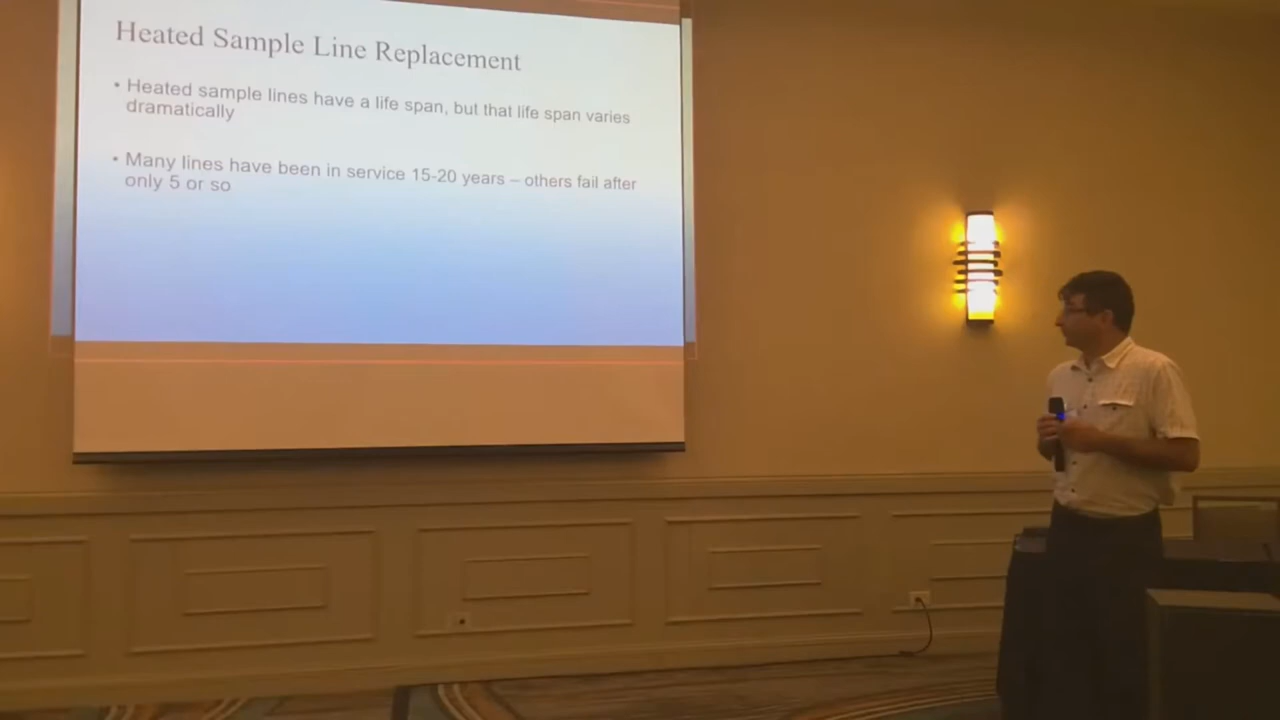 Heated Sample Line Replacement
• Heated sample lines have a life span, but that life span varies
dramatically
• Many lines have been in service 15-20 years – others fail after
only 5 or so